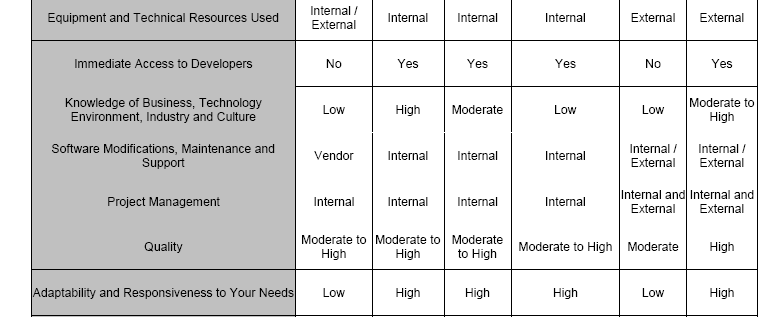 Equipment and Technical Resources Used Internal / External Internal Internal Internal External External
Immediate Access to Developers No Yes Yes Yes No Yes
Knowledge of Business, Technology Environment, Industry and Culture Low High Moderate Low Low Moderate to High
Software Modifications, Maintenance and Support Vendor Internal Internal Internal Internal / External Internal / External
Project Management Internal Internal Internal Internal Internal and External Internal and External
Quality Moderate to High Moderate to High Moderate to High Moderate to High Moderate High
Adaptability and Responsiveness to Your Needs Low High High High Low High